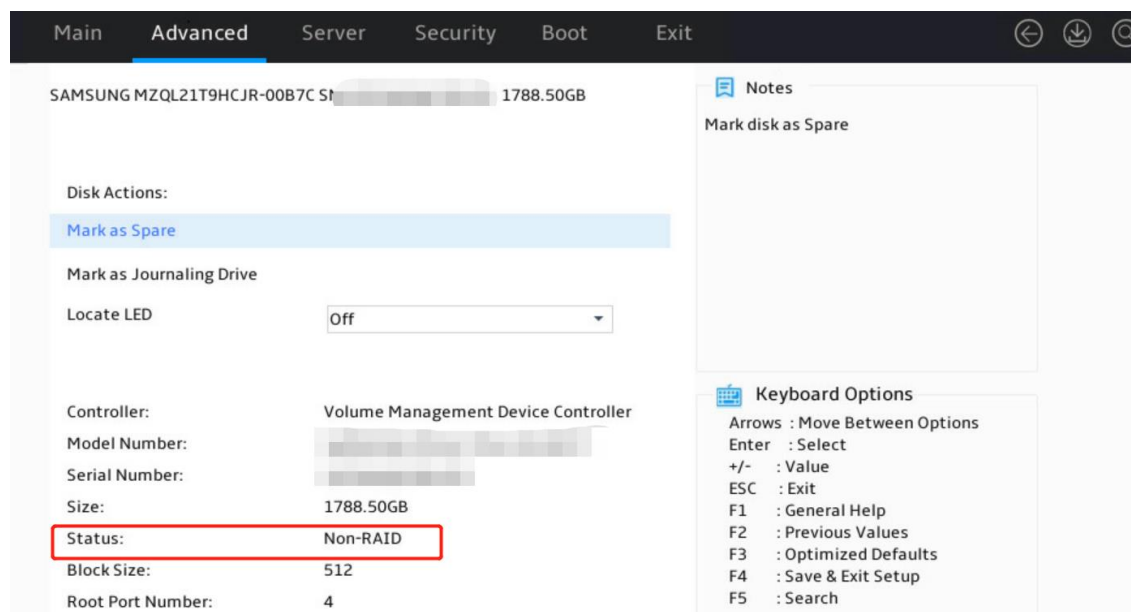 Main Advanced Server Security Boot Exit
SAMSUNG MZQL21T9HCJR-00B7C 1788.50GB
Disk Actions:
Mark as Spare
Mark as Journaling Drive
Locate LED Off
Controller: Volume Management Device Controller
Model Number:
Serial Number:
Size: 1788.50GB
Status: Non-RAID
Block Size: 512
Root Port Number: 4
Notes
Mark disk as Spare
Keyboard Options
Arrows : Move Between Options
Enter : Select
+/- : Value
ESC : Exit
F1 : General Help
F2 : Previous Values
F3 : Optimized Defaults
F4 : Save & Exit Setup
F5 : Search